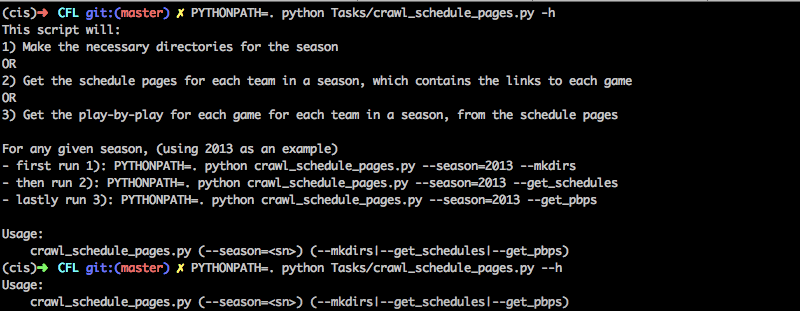 (cis)➜ CFL git:(master) ✗ PYTHONPATH=. python Tasks/crawl_schedule_pages.py -h
This script will:
1) Make the necessary directories for the season
OR
2) Get the schedule pages for each team in a season, which contains the links to each game
OR
3) Get the play-by-play for each game for each team in a season, from the schedule pages
For any given season, (using 2013 as an example)
- first run 1): PYTHONPATH=. python crawl_schedule_pages.py --season=2013 --mkdirs
- then run 2): PYTHONPATH=. python crawl_schedule_pages.py --season=2013 --get_schedules
- lastly run 3): PYTHONPATH=. python crawl_schedule_pages.py --season=2013 --get_pbps
Usage:
crawl_schedule_pages.py (--season=<sn>) (--mkdirs|--get_schedules|--get_pbps)
(cis)➜ CFL git:(master) ✗ PYTHONPATH=. python Tasks/crawl_schedule_pages.py --h
Usage:
crawl_schedule_pages.py (--season=<sn>) (--mkdirs|--get_schedules|--get_pbps)